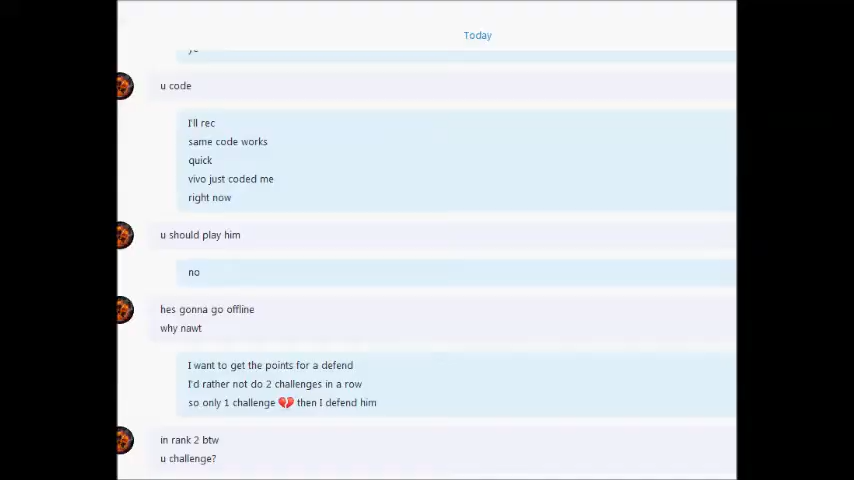 Today
ye
u code
I'll rec
same code works
quick
vivo just coded me
right now
u should play him
no
hes gonna go offline
why nawt
I want to get the points for a defend
I'd rather not do 2 challenges in a row
so only 1 challenge 💔 then I defend him
in rank 2 btw
u challenge?